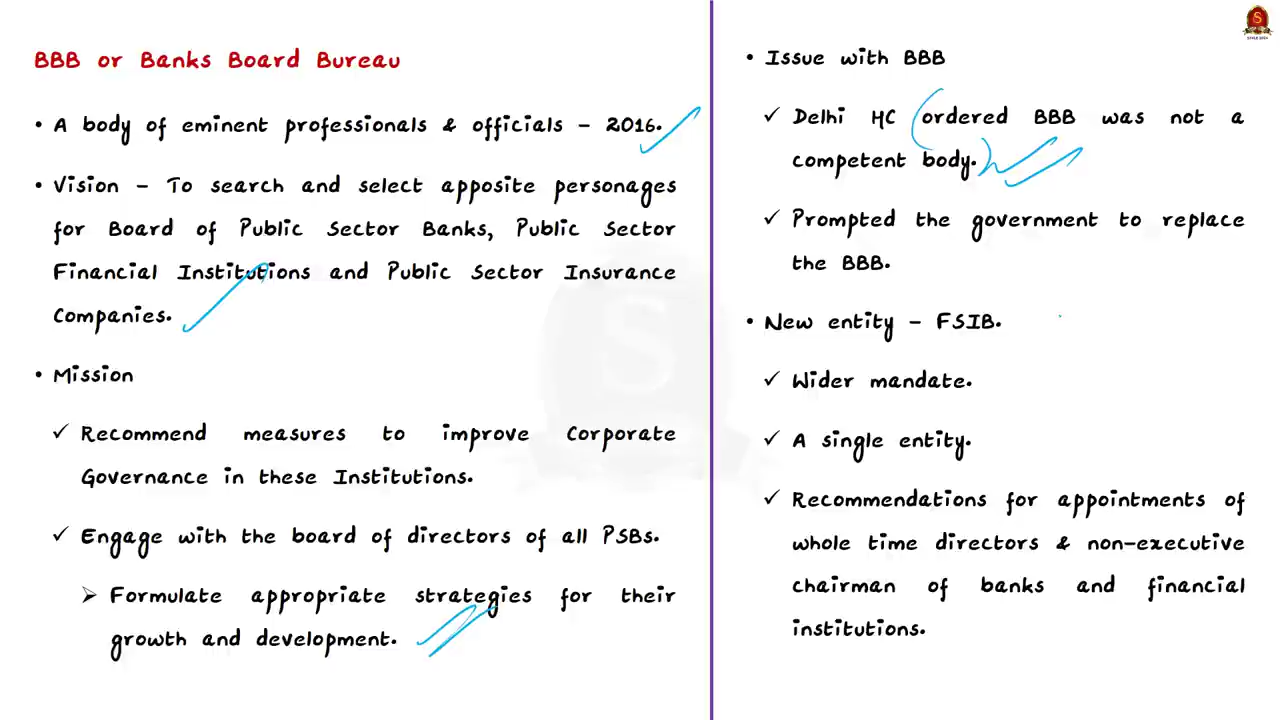 BBB or Banks Board Bureau
• A body of eminent professionals & officials – 2016.
• Vision – To search and select apposite personages
for Board of Public Sector Banks, Public Sector
Financial Institutions and Public Sector Insurance
Companies.
• Mission
✓ Recommend measures to improve Corporate
Governance in these Institutions.
✓ Engage with the board of directors of all PSBs.
➢ Formulate appropriate strategies for their
growth and development.
• Issue with BBB
✓ Delhi HC ordered BBB was not a
competent body.
✓ Prompted the government to replace
the BBB.
• New entity – FSIB.
✓ Wider mandate.
✓ A single entity.
✓ Recommendations for appointments of
whole time directors & non-executive
chairman of banks and financial
institutions.
S
S